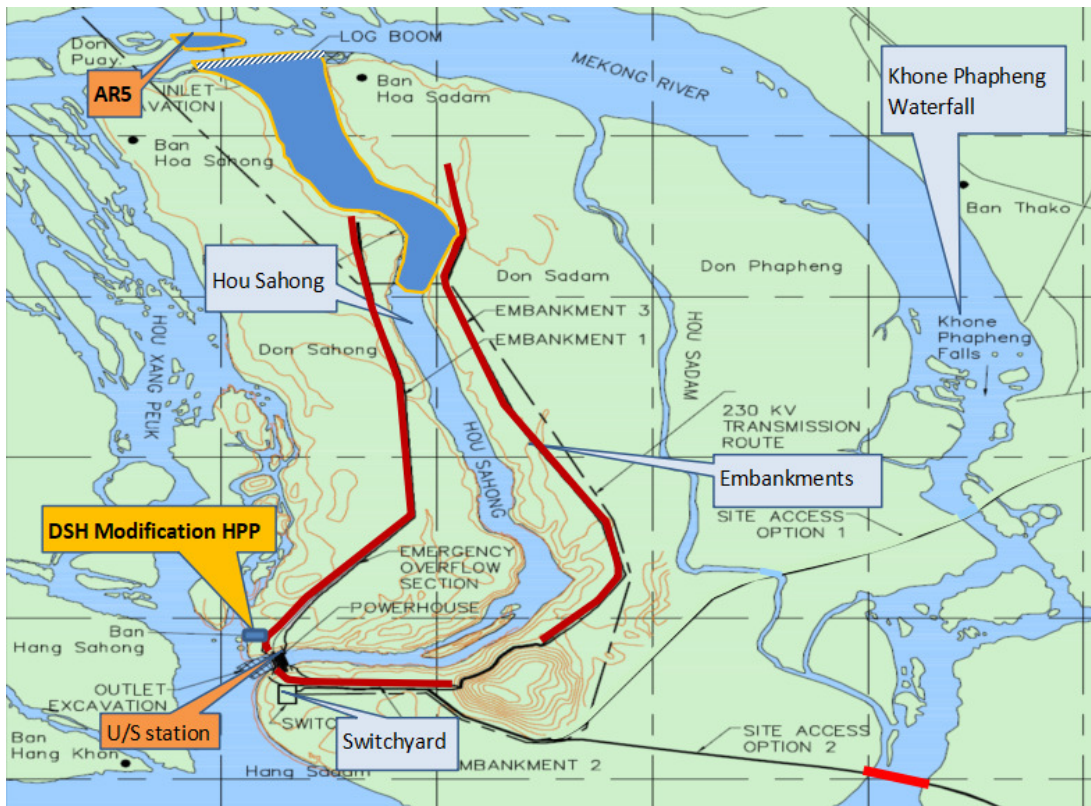 LOG BOOM
Don
Puay.
AR5
INLET
AVATION
Ban
Hoa Sadam
MEKONG RIVER
Khone Phapheng
Waterfall
Ban
Hoa Sahong
Ban Thako
Hou Sahong
Don Sadam
Don Phapheng
EMBANKMENT 3
EMBANKMENT 1
Khone
Phapheng
Falls
HOU XANG PEUK
Don Sahong
HOU SADAM
230 KV
TRANSMISSION
ROUTE
HOU SAHONG
Embankments
SITE ACCESS
OPTION 1
DSH Modification HPP
EMERGENCY
OVERFLOW
SECTION
POWERHOUSE
Ban
Hang Sahong
OUTLET
EXCAVATION
U/S station
SWITC
Switchyard
SITE ACCESS
OPTION 2
Ban
Hang Khon
Hang Sadam
EMBANKMENT 2